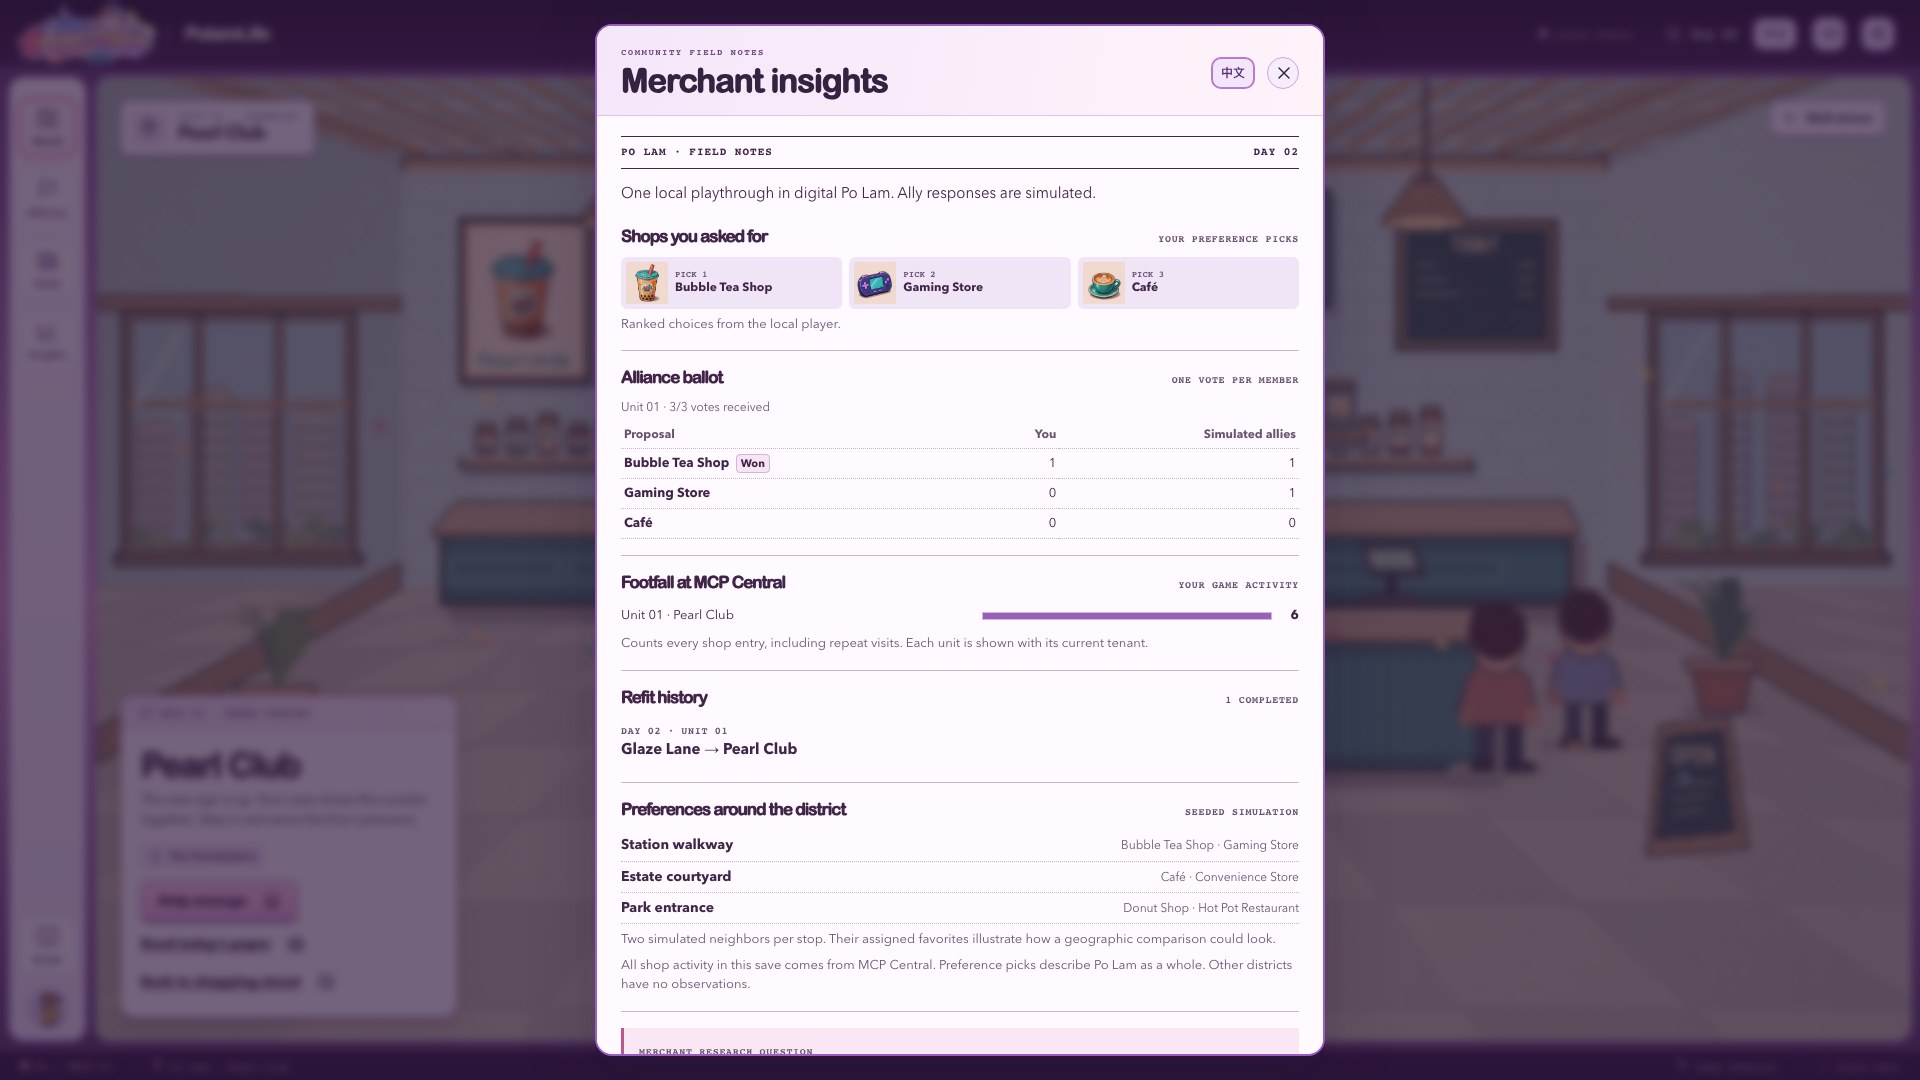 COMMUNITY FIELD NOTES
Merchant insights
中文
PO LAM · FIELD NOTES
DAY 02
One local playthrough in digital Po Lam. Ally responses are simulated.
Shops you asked for
YOUR PREFERENCE PICKS
PICK 1
Bubble Tea Shop
PICK 2
Gaming Store
PICK 3
Café
Ranked choices from the local player.
Alliance ballot
ONE VOTE PER MEMBER
Unit 01 · 3/3 votes received
Proposal You Simulated allies
Bubble Tea Shop Won 1 1
Gaming Store 0 1
Café 0 0
Footfall at MCP Central
YOUR GAME ACTIVITY
Unit 01 · Pearl Club 6
Counts every shop entry, including repeat visits. Each unit is shown with its current tenant.
Refit history
1 COMPLETED
DAY 02 · UNIT 01
Glaze Lane → Pearl Club
Preferences around the district
SEEDED SIMULATION
Station walkway Bubble Tea Shop · Gaming Store
Estate courtyard Café · Convenience Store
Park entrance Donut Shop · Hot Pot Restaurant
Two simulated neighbors per stop. Their assigned favorites illustrate how a geographic comparison could look.
All shop activity in this save comes from MCP Central. Preference picks describe Po Lam as a whole. Other districts
have no observations.
MERCHANT RESEARCH QUESTION
PoLamLife
Pearl Club
Pearl Club
OPEN